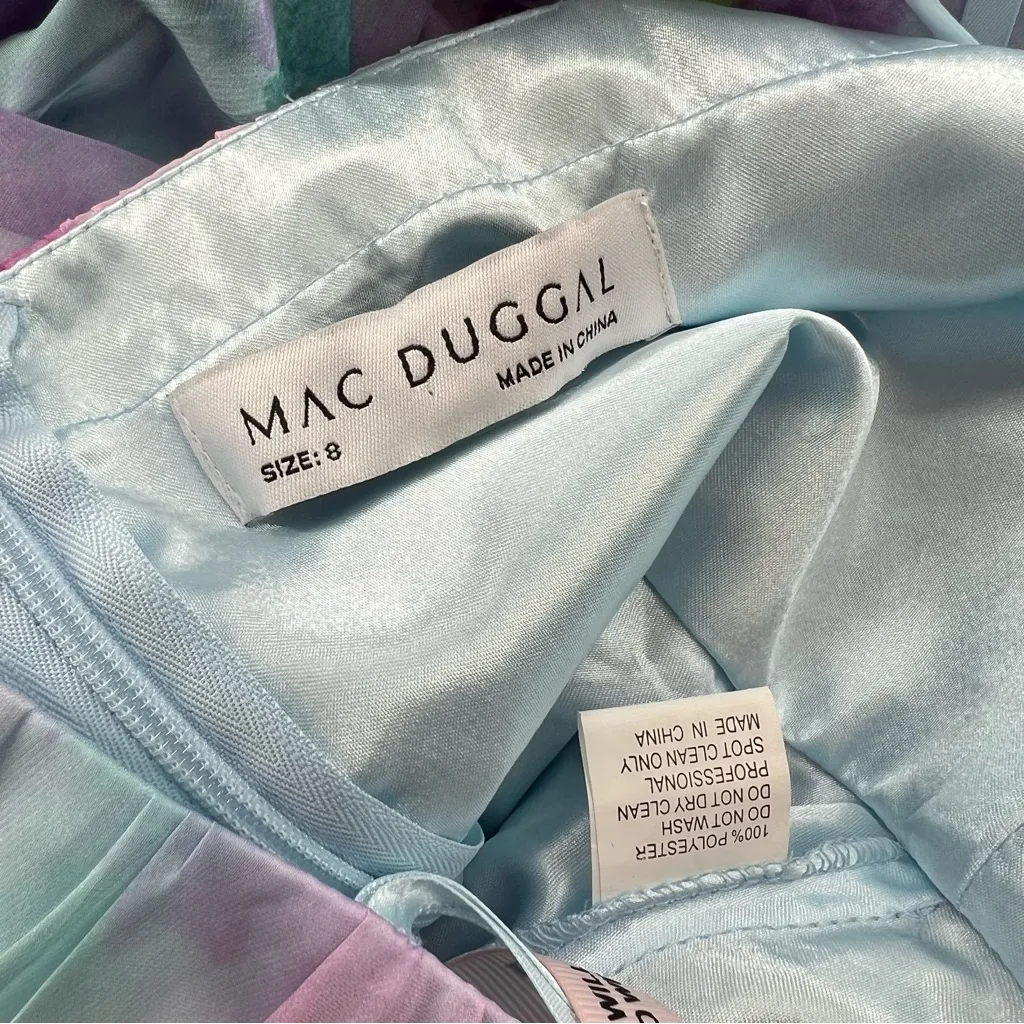 MAC DUGGAL
SIZE: 8
MADE IN CHINA
100% POLYESTER
DO NOT WASH
DO NOT DRY CLEAN
PROFESSIONAL
SPOT CLEAN ONLY
MADE IN CHINA